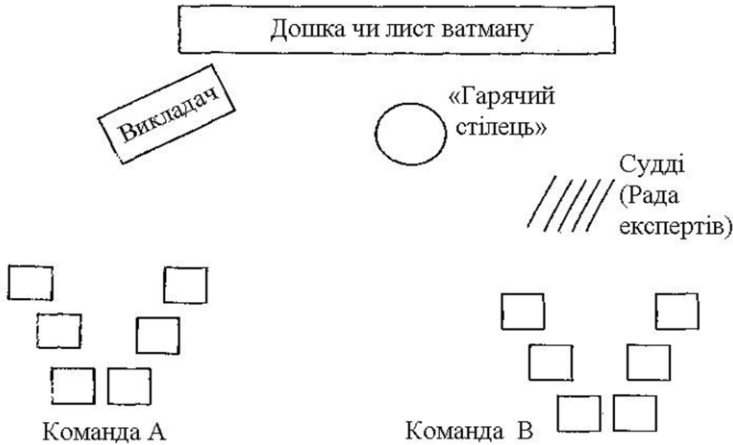 Дошка чи лист ватману
Викладач
«Гарячий
стілець»
Судді
(Рада
експертів)
Команда А
Команда В